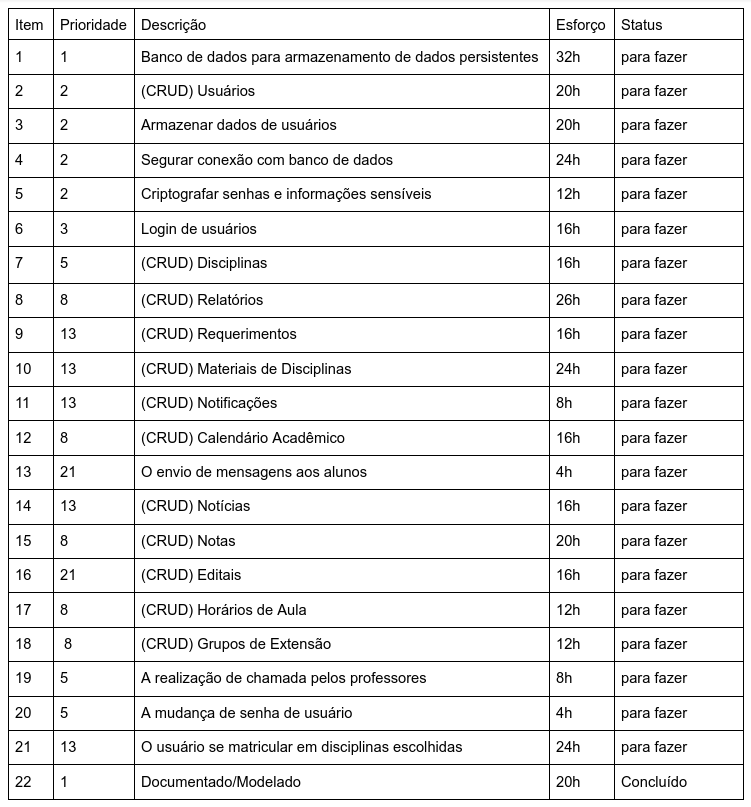 Item Prioridade Descrição Esforço Status
1 1 Banco de dados para armazenamento de dados persistentes 32h para fazer
2 2 (CRUD) Usuários 20h para fazer
3 2 Armazenar dados de usuários 20h para fazer
4 2 Segurar conexão com banco de dados 24h para fazer
5 2 Criptografar senhas e informações sensíveis 12h para fazer
6 3 Login de usuários 16h para fazer
7 5 (CRUD) Disciplinas 16h para fazer
8 8 (CRUD) Relatórios 26h para fazer
9 13 (CRUD) Requerimentos 16h para fazer
10 13 (CRUD) Materiais de Disciplinas 24h para fazer
11 13 (CRUD) Notificações 8h para fazer
12 8 (CRUD) Calendário Acadêmico 16h para fazer
13 21 O envio de mensagens aos alunos 4h para fazer
14 13 (CRUD) Notícias 16h para fazer
15 8 (CRUD) Notas 20h para fazer
16 21 (CRUD) Editais 16h para fazer
17 8 (CRUD) Horários de Aula 12h para fazer
18 8 (CRUD) Grupos de Extensão 12h para fazer
19 5 A realização de chamada pelos professores 8h para fazer
20 5 A mudança de senha de usuário 4h para fazer
21 13 O usuário se matricular em disciplinas escolhidas 24h para fazer
22 1 Documentado/Modelado 20h Concluído